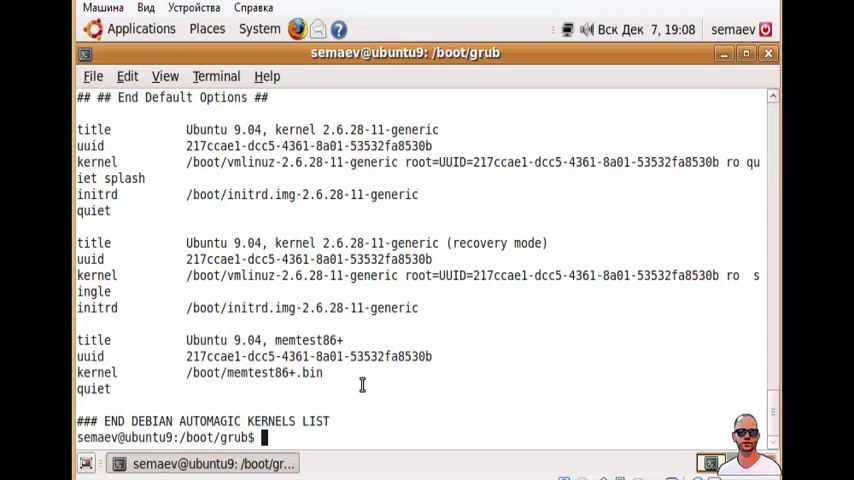 Машина Вид Устройства Справка
Applications Places System ? Вск Дек 7, 19:08 semaev
semaev@ubuntu9: /boot/grub
File Edit View Terminal Help
## ## End Default Options ##
title Ubuntu 9.04, kernel 2.6.28-11-generic
uuid 217ccae1-dcc5-4361-8a01-53532fa8530b
kernel /boot/vmlinuz-2.6.28-11-generic root=UUID=217ccae1-dcc5-4361-8a01-53532fa8530b ro qu
iet splash
initrd /boot/initrd.img-2.6.28-11-generic
quiet
title Ubuntu 9.04, kernel 2.6.28-11-generic (recovery mode)
uuid 217ccae1-dcc5-4361-8a01-53532fa8530b
kernel /boot/vmlinuz-2.6.28-11-generic root=UUID=217ccae1-dcc5-4361-8a01-53532fa8530b ro s
ingle
initrd /boot/initrd.img-2.6.28-11-generic
title Ubuntu 9.04, memtest86+
uuid 217ccae1-dcc5-4361-8a01-53532fa8530b
kernel /boot/memtest86+.bin
quiet
### END DEBIAN AUTOMAGIC KERNELS LIST
semaev@ubuntu9:/boot/grub$
semaev@ubuntu9: /boot/gr...